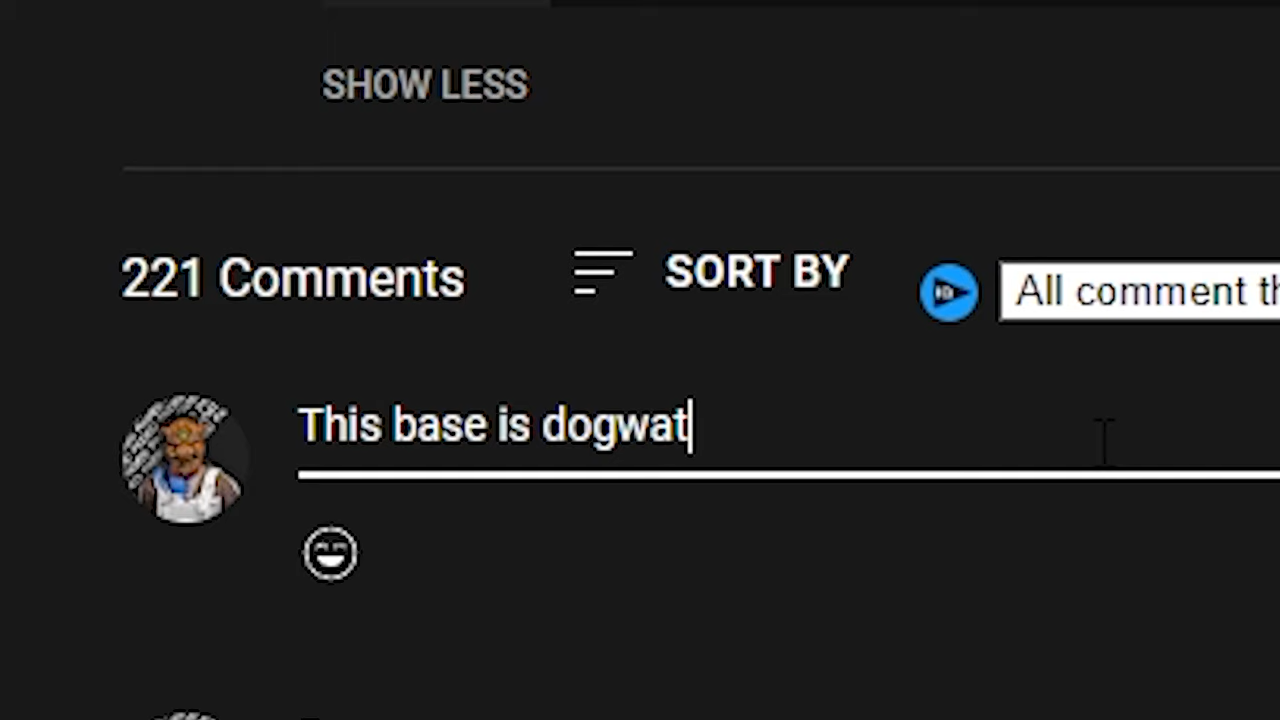 SHOW LESS
221 Comments
SORT BY
All comment th
This base is dogwat